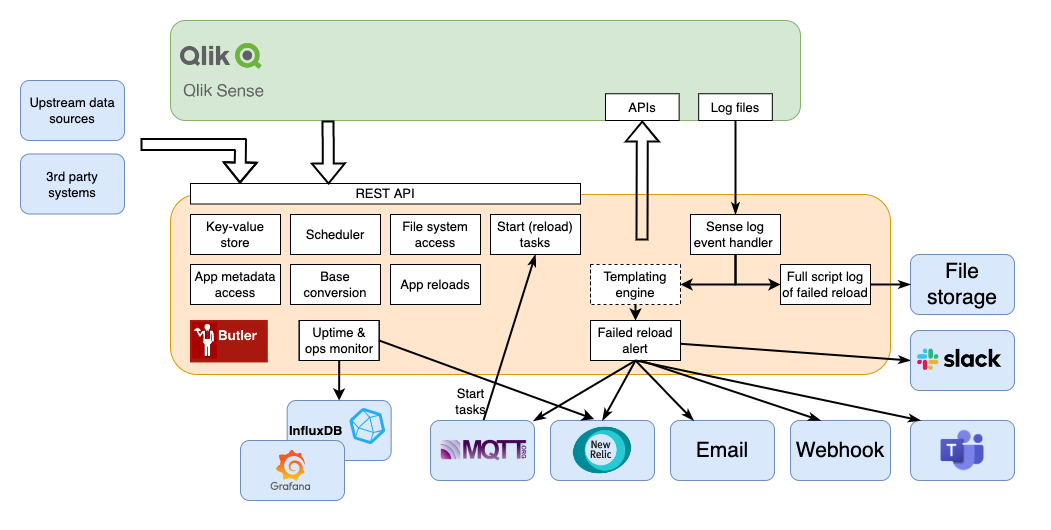 Qlik
Qlik Sense
APIs
Log files
Upstream data
sources
3rd party
systems
REST API
Key-value
store
Scheduler
File system
access
Start (reload)
tasks
Sense log
event handler
App metadata
access
Base
conversion
App reloads
Templating
engine
Full script log
of failed reload
File
storage
Butler
Uptime &
ops monitor
Failed reload
alert
slack
Start
tasks
InfluxDB
Grafana
MQTT.ORG
New
Relic
Email
Webhook
T